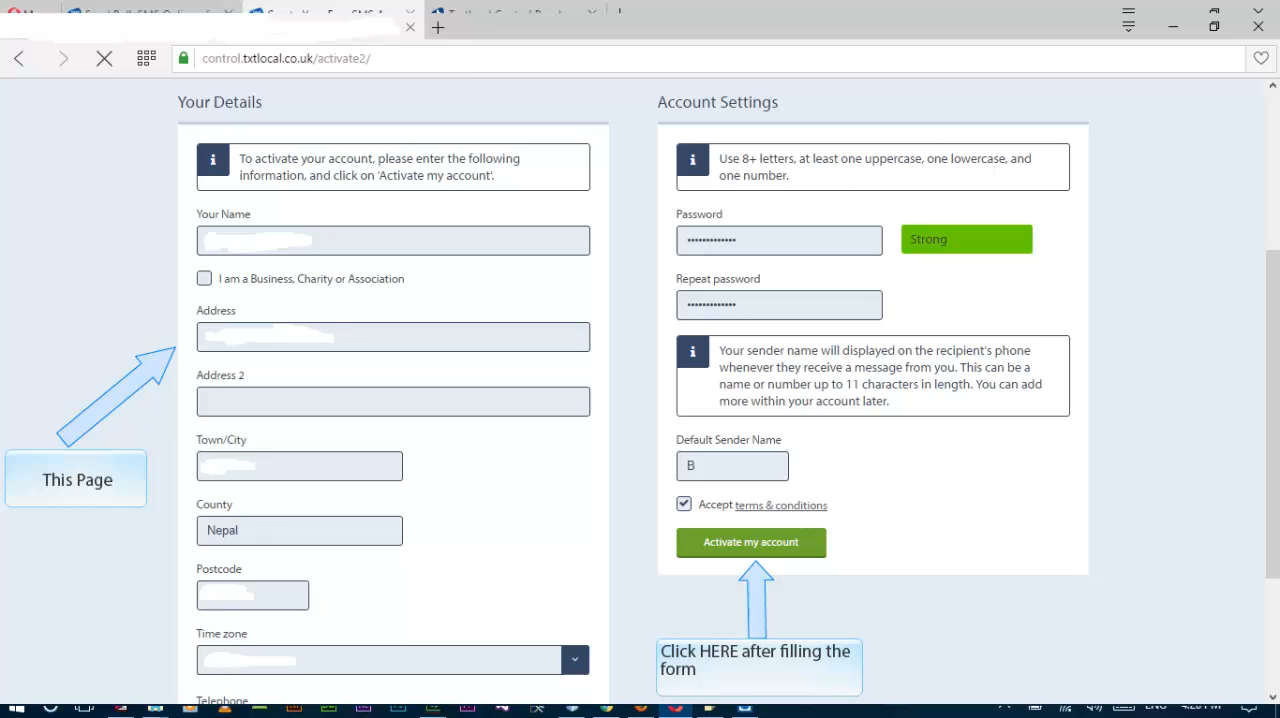 control.txtlocal.co.uk/activate2/
Your Details
To activate your account, please enter the following
information, and click on 'Activate my account'.
Your Name
I am a Business, Charity or Association
Address
Address 2
Town/City
County
Nepal
Postcode
Time zone
Telephone
This Page
Account Settings
Use 8+ letters, at least one uppercase, one lowercase, and
one number.
Password
Strong
Repeat password
Your sender name will displayed on the recipient's phone
whenever they receive a message from you. This can be a
name or number up to 11 characters in length. You can add
more within your account later.
Default Sender Name
B
Accept terms & conditions
Activate my account
Click HERE after filling the
form